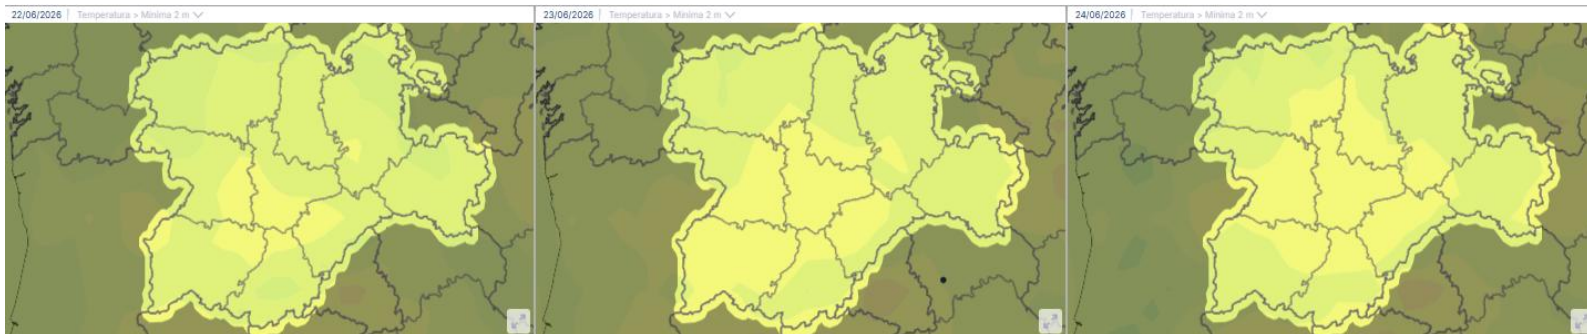 22/06/2026 Temperatura > Mínima 2 m
23/06/2026 Temperatura > Mínima 2 m
24/06/2026 Temperatura > Mínima 2 m